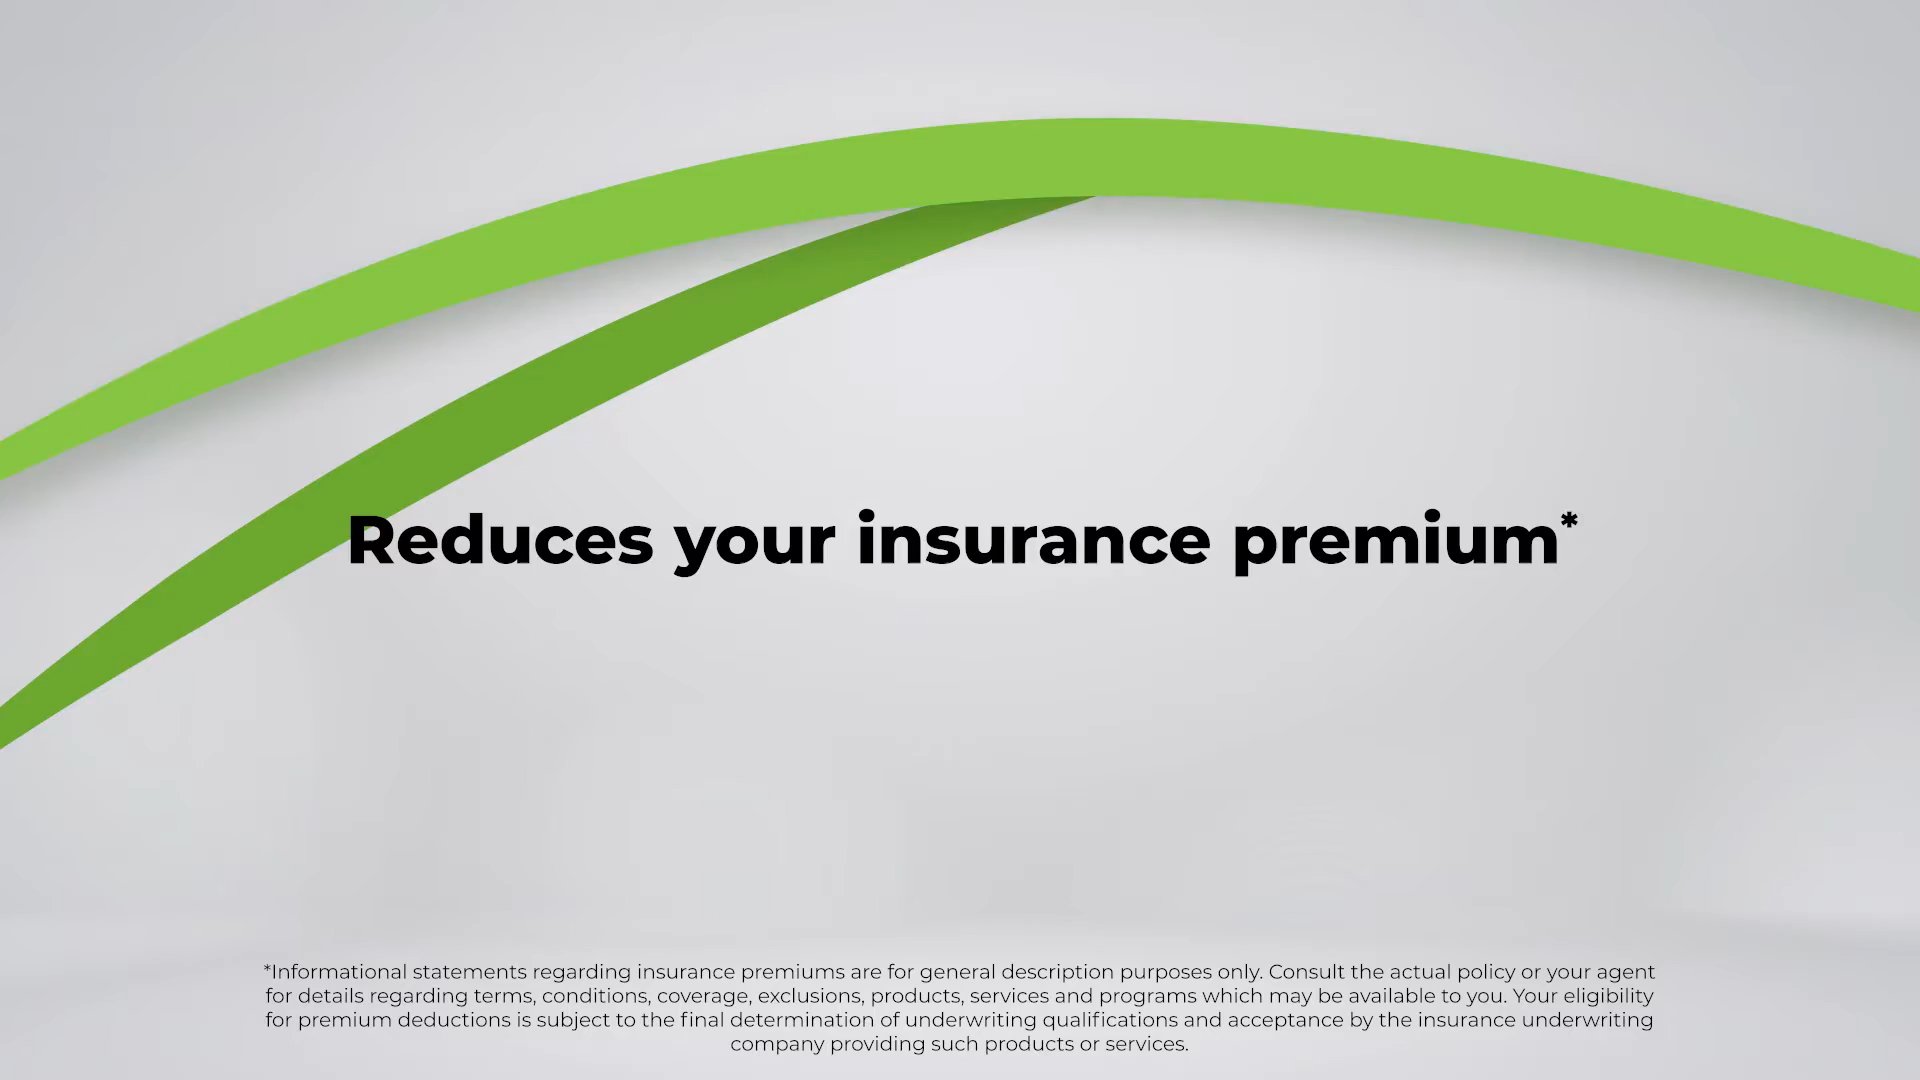 Reduces your insurance premium*
*Informational statements regarding insurance premiums are for general description purposes only. Consult the actual policy or your agent
for details regarding terms, conditions, coverage, exclusions, products, services and programs which may be available to you. Your eligibility
for premium deductions is subject to the final determination of underwriting qualifications and acceptance by the insurance underwriting
company providing such products or services.